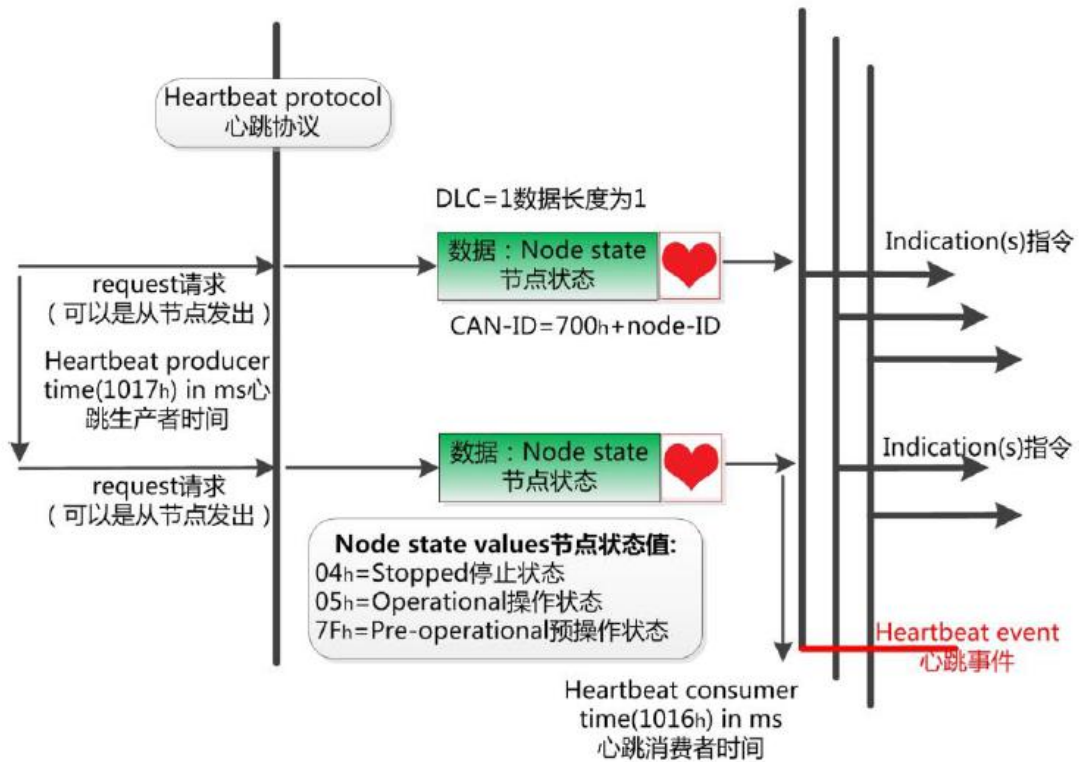 Heartbeat protocol
心跳协议
DLC=1数据长度为1
数据：Node state
节点状态
Indication(s)指令
request请求
（可以是从节点发出）
CAN-ID=700h+node-ID
Heartbeat producer
time(1017h) in ms心
跳生产者时间
数据：Node state
节点状态
Indication(s)指令
request请求
（可以是从节点发出）
Node state values节点状态值:
04h=Stopped停止状态
05h=Operational操作状态
7Fh=Pre-operational预操作状态
Heartbeat event
心跳事件
Heartbeat consumer
time(1016h) in ms
心跳消费者时间